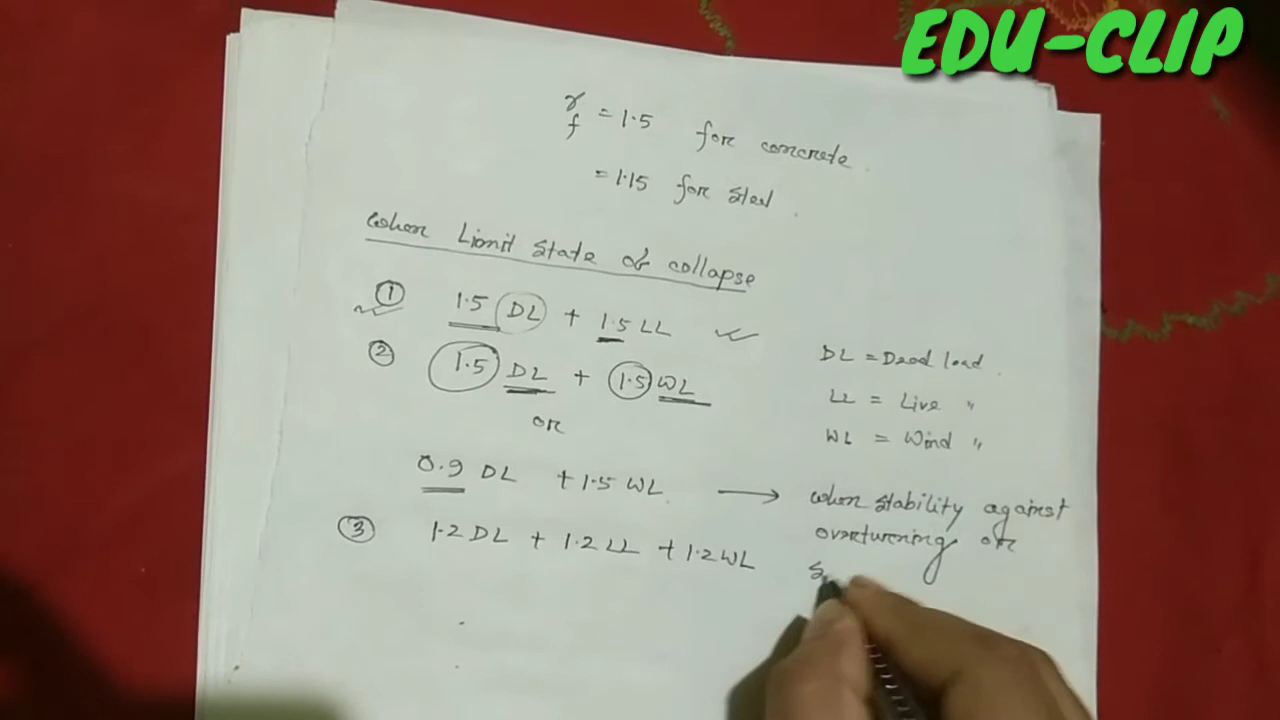 EDU-CLIP
γf = 1.5 for concrete.
= 1.15 for steel.
When Limit State of collapse
① 1.5 DL + 1.5 LL
② 1.5 DL + 1.5 WL
or
0.9 DL + 1.5 WL. → when stability against
overturning or
s
③ 1.2 DL + 1.2 LL + 1.2 WL
DL = Dead load.
LL = Live "
WL = Wind "